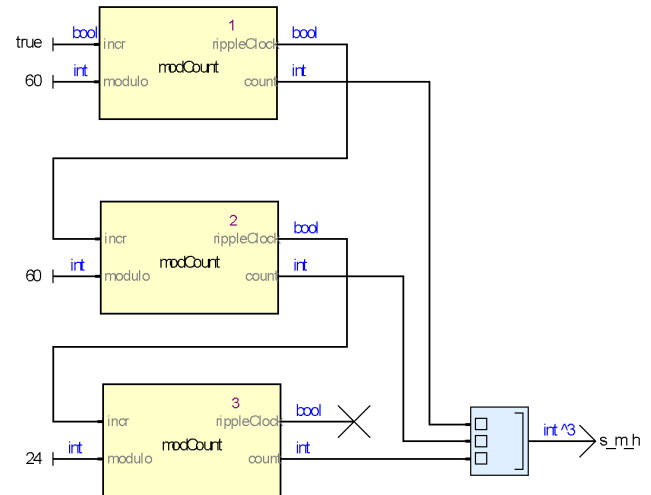 1
true bool incr rippleClock bool
60 int modulo modCount count int
2
incr rippleClock bool
60 int modulo modCount count int
3
incr rippleClock bool
24 int modulo modCount count int
int ^3 s_m_h